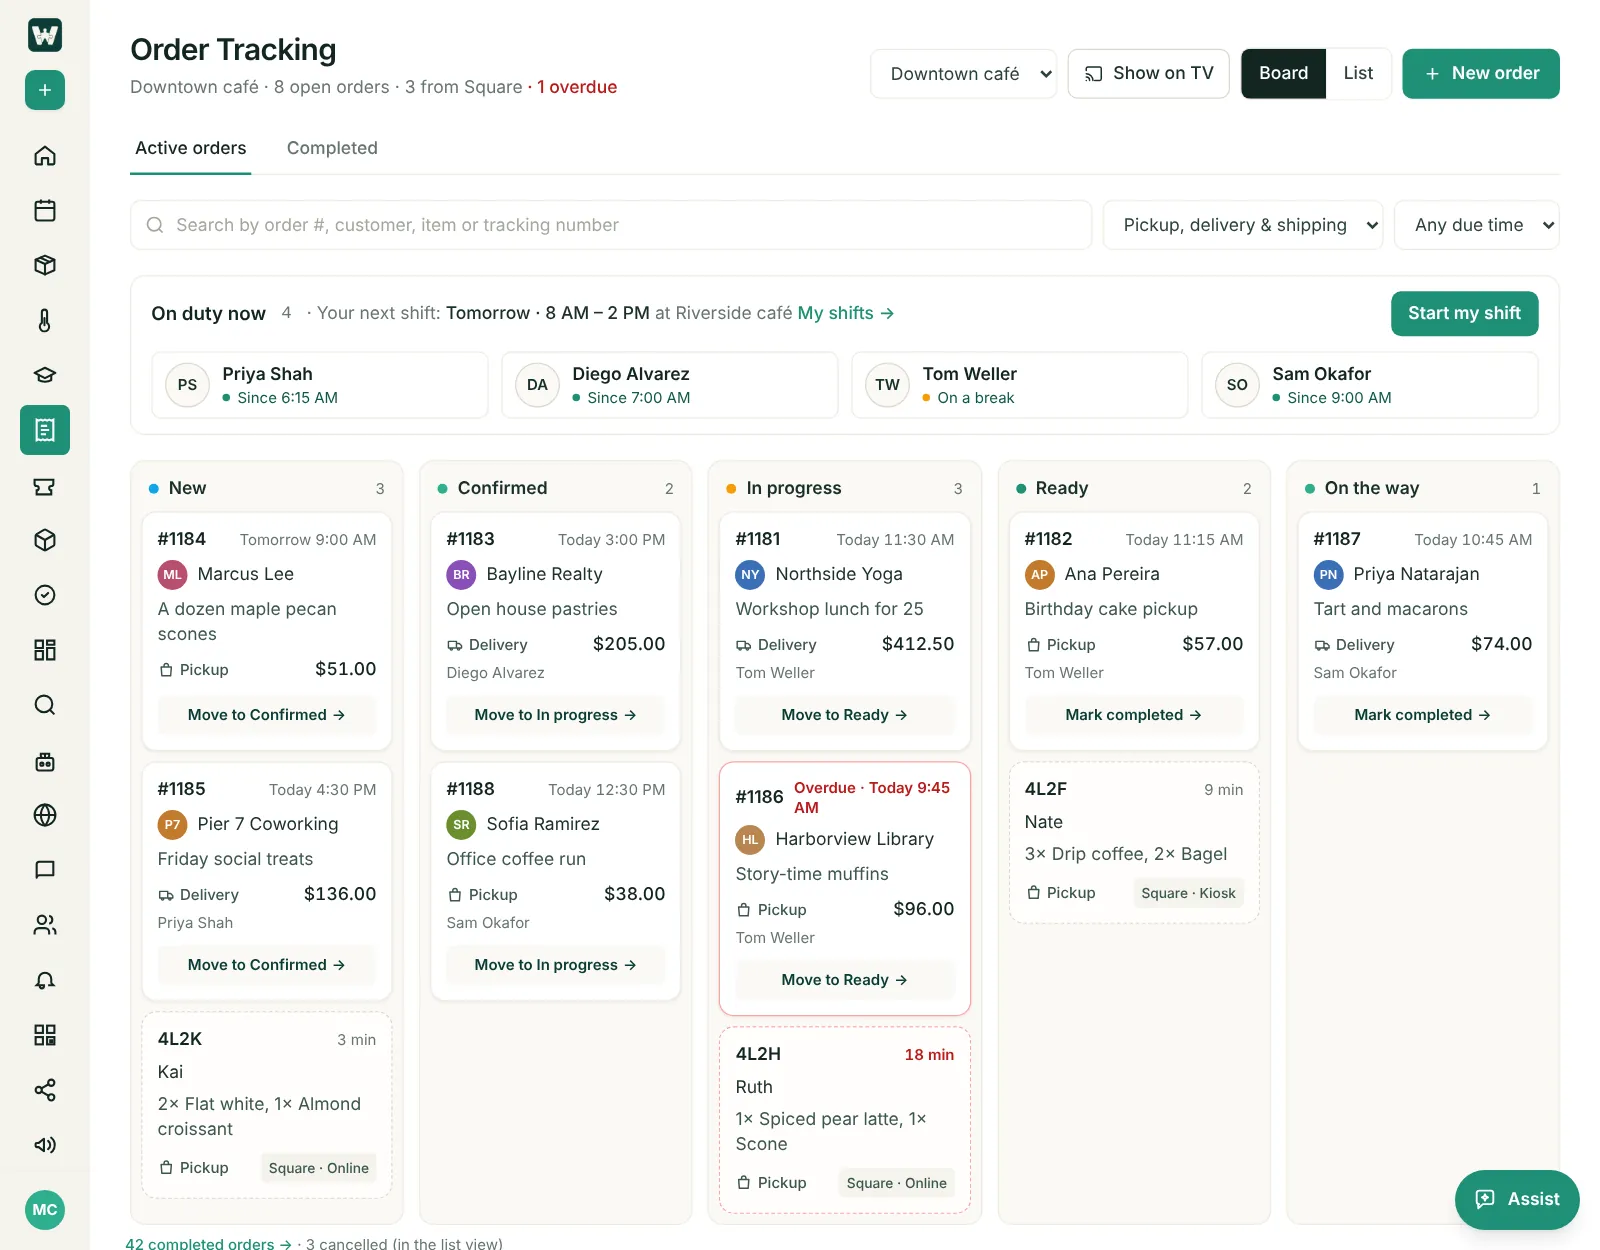 W
Order Tracking
Downtown café · 8 open orders · 3 from Square · 1 overdue
Downtown café
Show on TV
Board
List
+ New order
Active orders
Completed
Search by order #, customer, item or tracking number
Pickup, delivery & shipping
Any due time
On duty now 4 · Your next shift: Tomorrow · 8 AM – 2 PM at Riverside café My shifts →
Start my shift
PS
Priya Shah
Since 6:15 AM
DA
Diego Alvarez
Since 7:00 AM
TW
Tom Weller
On a break
SO
Sam Okafor
Since 9:00 AM
New 3
#1184 Tomorrow 9:00 AM
ML Marcus Lee
A dozen maple pecan
scones
Pickup $51.00
Move to Confirmed →
#1185 Today 4:30 PM
P7 Pier 7 Coworking
Friday social treats
Delivery $136.00
Priya Shah
Move to Confirmed →
4L2K 3 min
Kai
2× Flat white, 1× Almond
croissant
Pickup Square · Online
Confirmed 2
#1183 Today 3:00 PM
BR Bayline Realty
Open house pastries
Delivery $205.00
Diego Alvarez
Move to In progress →
#1188 Today 12:30 PM
SR Sofia Ramirez
Office coffee run
Pickup $38.00
Sam Okafor
Move to In progress →
In progress 3
#1181 Today 11:30 AM
NY Northside Yoga
Workshop lunch for 25
Delivery $412.50
Tom Weller
Move to Ready →
#1186 Overdue · Today 9:45
AM
HL Harborview Library
Story-time muffins
Pickup $96.00
Tom Weller
Move to Ready →
4L2H 18 min
Ruth
1× Spiced pear latte, 1×
Scone
Pickup Square · Online
Ready 2
#1182 Today 11:15 AM
AP Ana Pereira
Birthday cake pickup
Pickup $57.00
Tom Weller
Mark completed →
4L2F 9 min
Nate
3× Drip coffee, 2× Bagel
Pickup Square · Kiosk
On the way 1
#1187 Today 10:45 AM
PN Priya Natarajan
Tart and macarons
Delivery $74.00
Sam Okafor
Mark completed →
MC
Assist
42 completed orders → · 3 cancelled (in the list view)